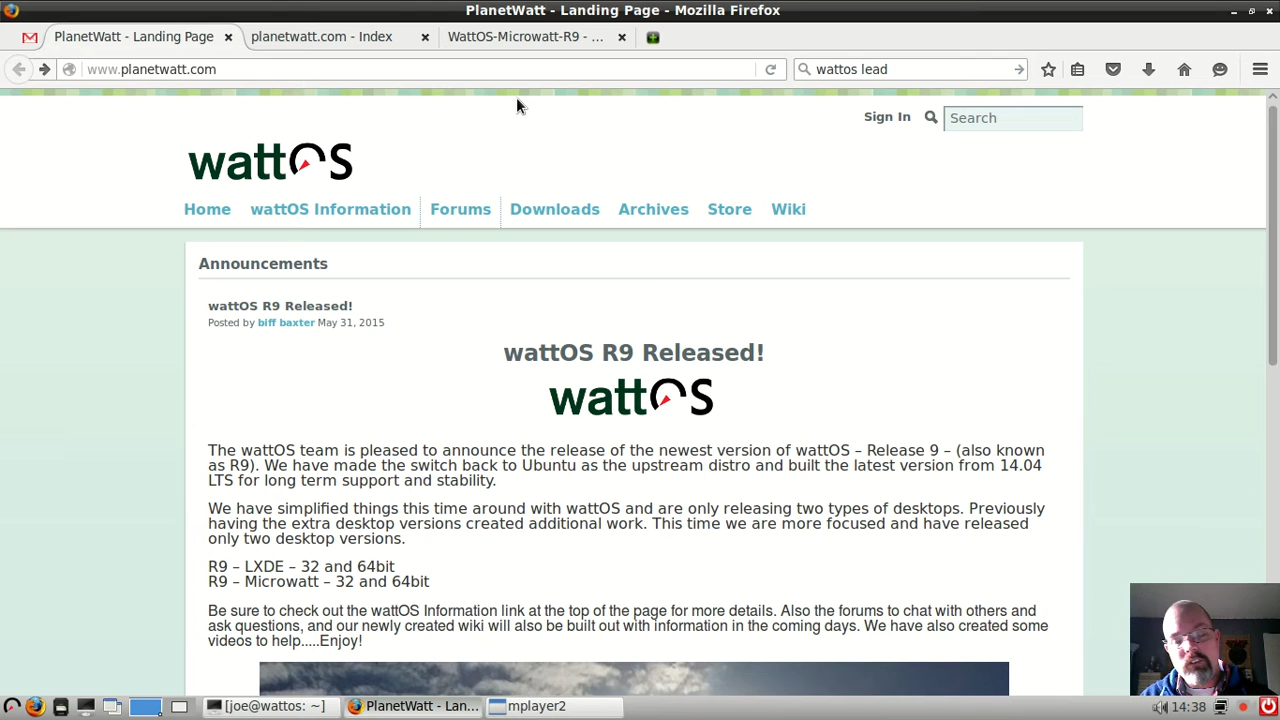 PlanetWatt - Landing Page - Mozilla Firefox
PlanetWatt - Landing Page
planetwatt.com - Index
WattOS-Microwatt-R9 - ...
www.planetwatt.com
wattos lead
Sign In
Search
wattOS
Home
wattOS Information
Forums
Downloads
Archives
Store
Wiki
Announcements
wattOS R9 Released!
Posted by biff baxter May 31, 2015
wattOS R9 Released!
wattOS
The wattOS team is pleased to announce the release of the newest version of wattOS – Release 9 – (also known
as R9). We have made the switch back to Ubuntu as the upstream distro and built the latest version from 14.04
LTS for long term support and stability.
We have simplified things this time around with wattOS and are only releasing two types of desktops. Previously
having the extra desktop versions created additional work. This time we are more focused and have released
only two desktop versions.
R9 – LXDE – 32 and 64bit
R9 – Microwatt – 32 and 64bit
Be sure to check out the wattOS Information link at the top of the page for more details. Also the forums to chat with others and
ask questions, and our newly created wiki will also be built out with information in the coming days. We have also created some
videos to help.....Enjoy!
[joe@wattos: ~]
PlanetWatt - Lan...
mplayer2
14:38